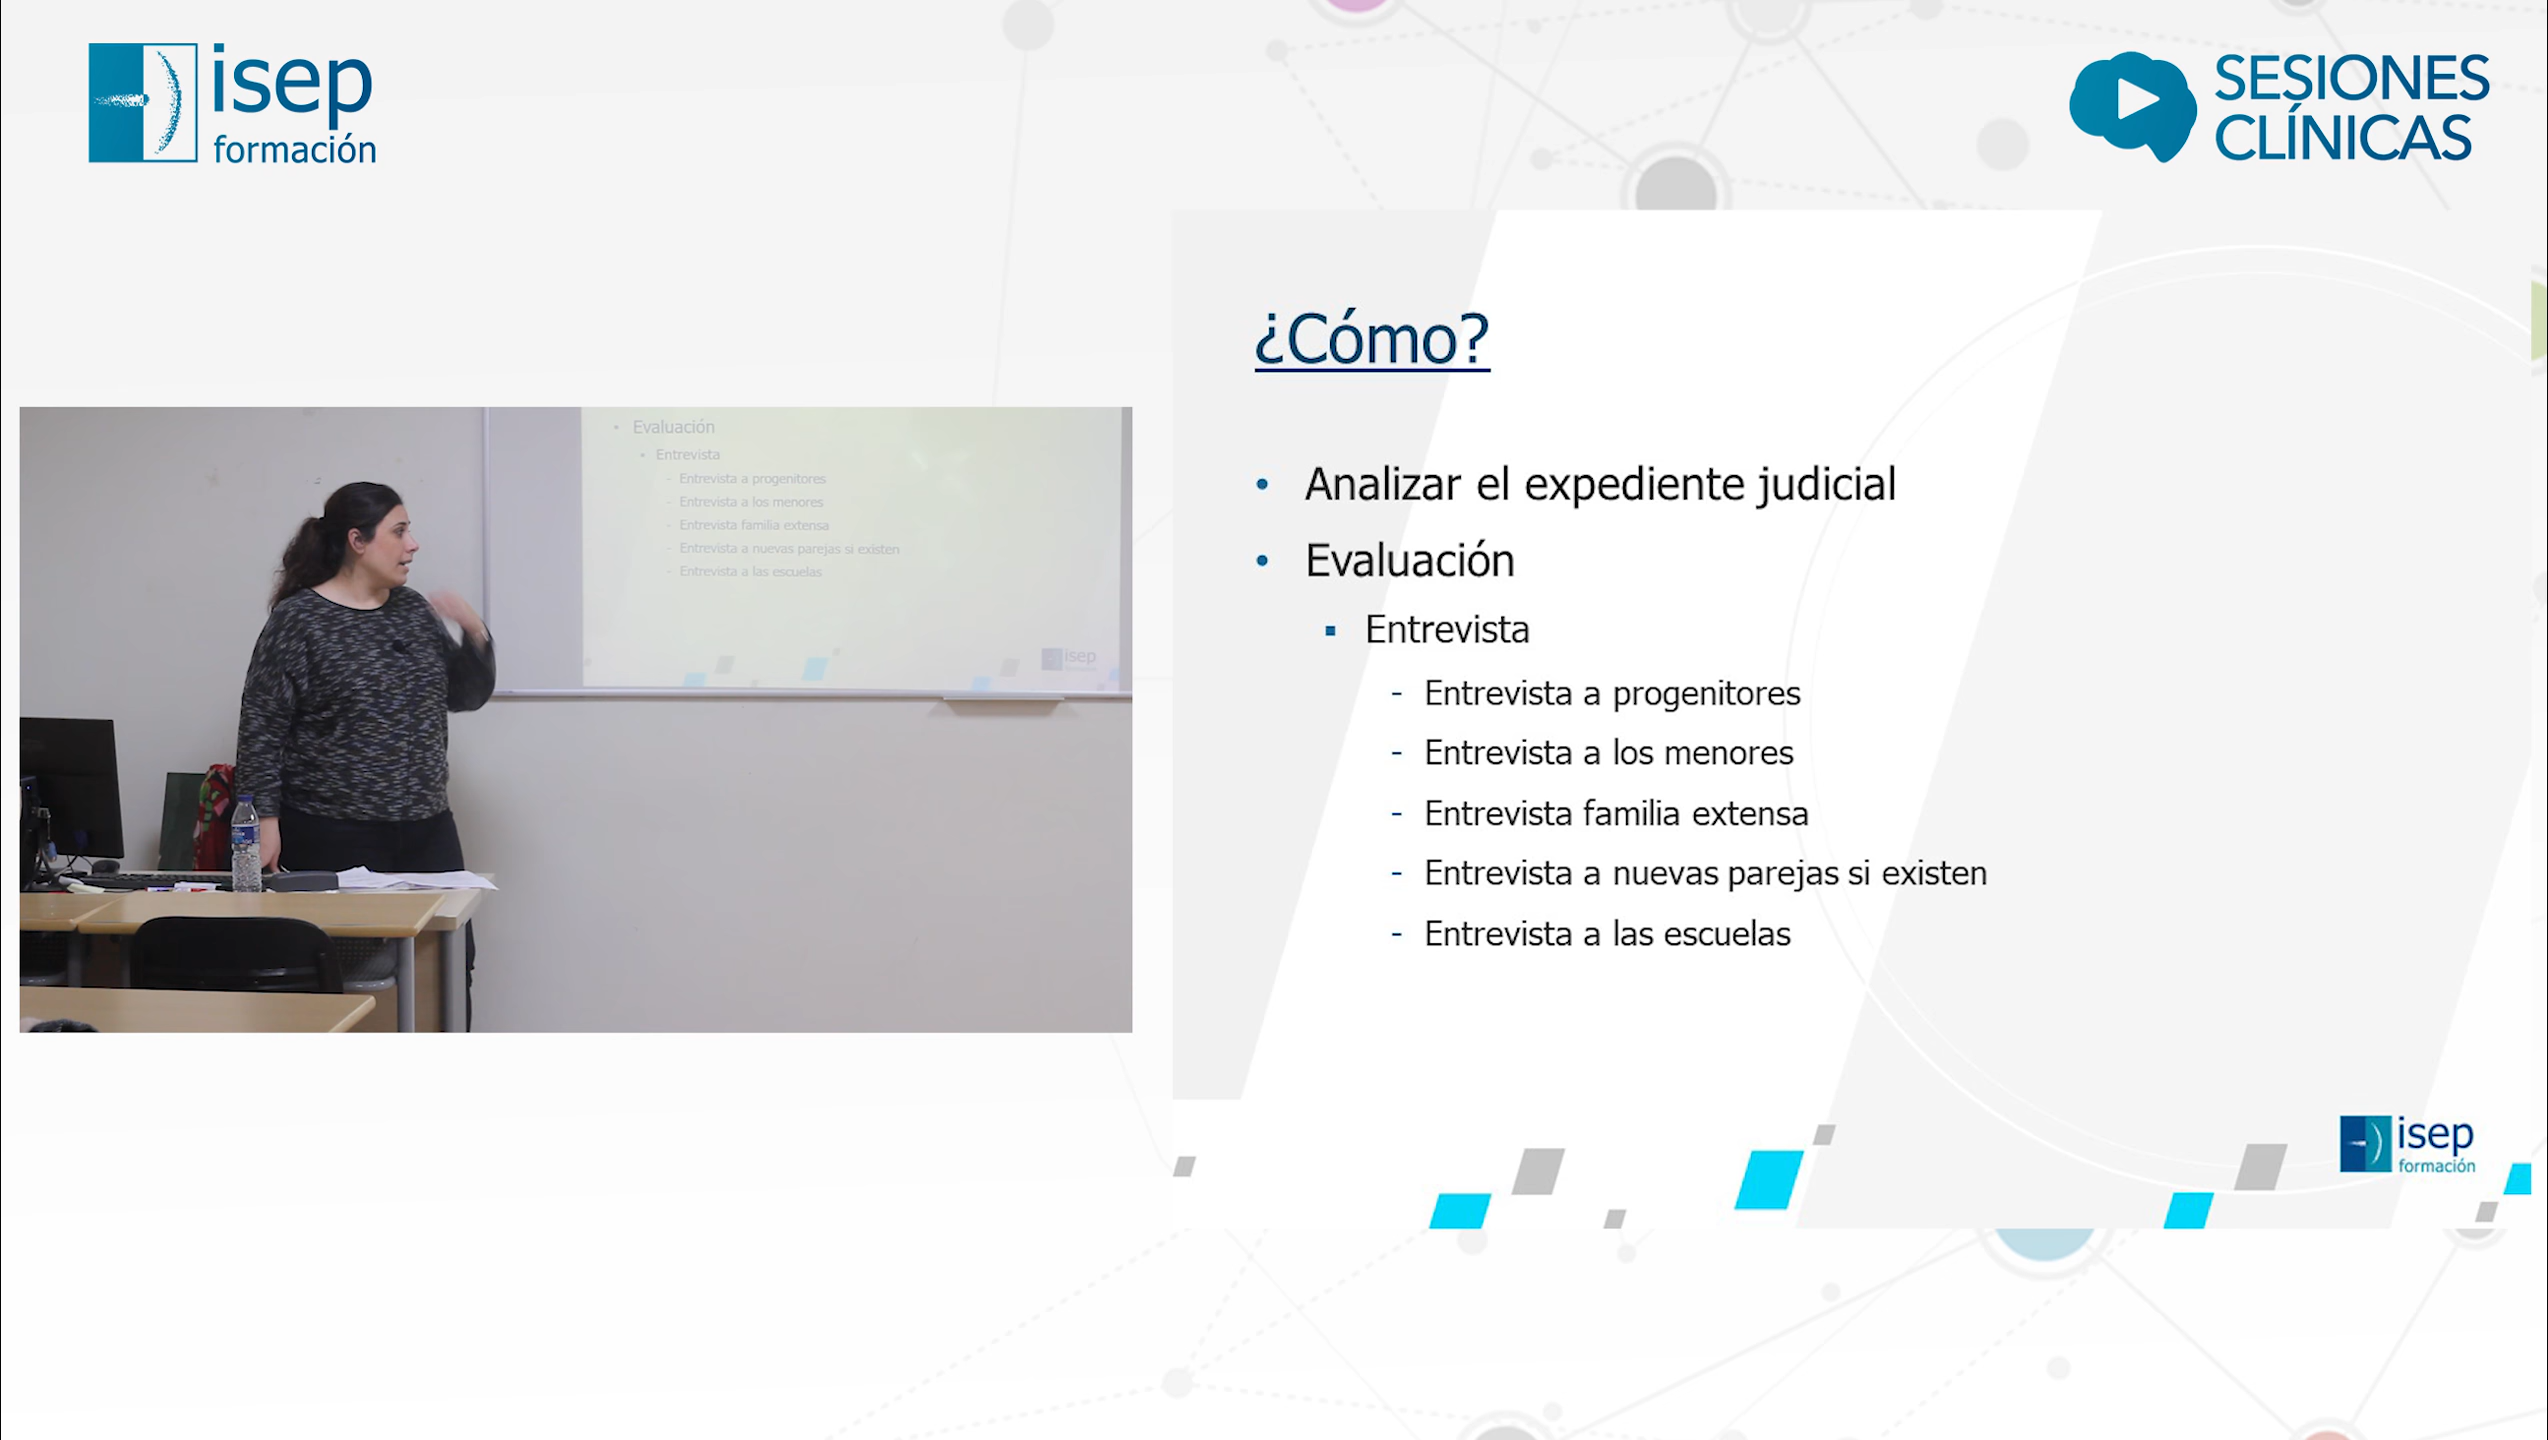 isep
formación
SESIONES
CLÍNICAS
Evaluación
Entrevista
- Entrevista a progenitores
- Entrevista a los menores
- Entrevista familia extensa
- Entrevista a nuevas parejas si existen
- Entrevista a las escuelas
isep
¿Cómo?
• Analizar el expediente judicial
• Evaluación
▪ Entrevista
- Entrevista a progenitores
- Entrevista a los menores
- Entrevista familia extensa
- Entrevista a nuevas parejas si existen
- Entrevista a las escuelas
isep
formación